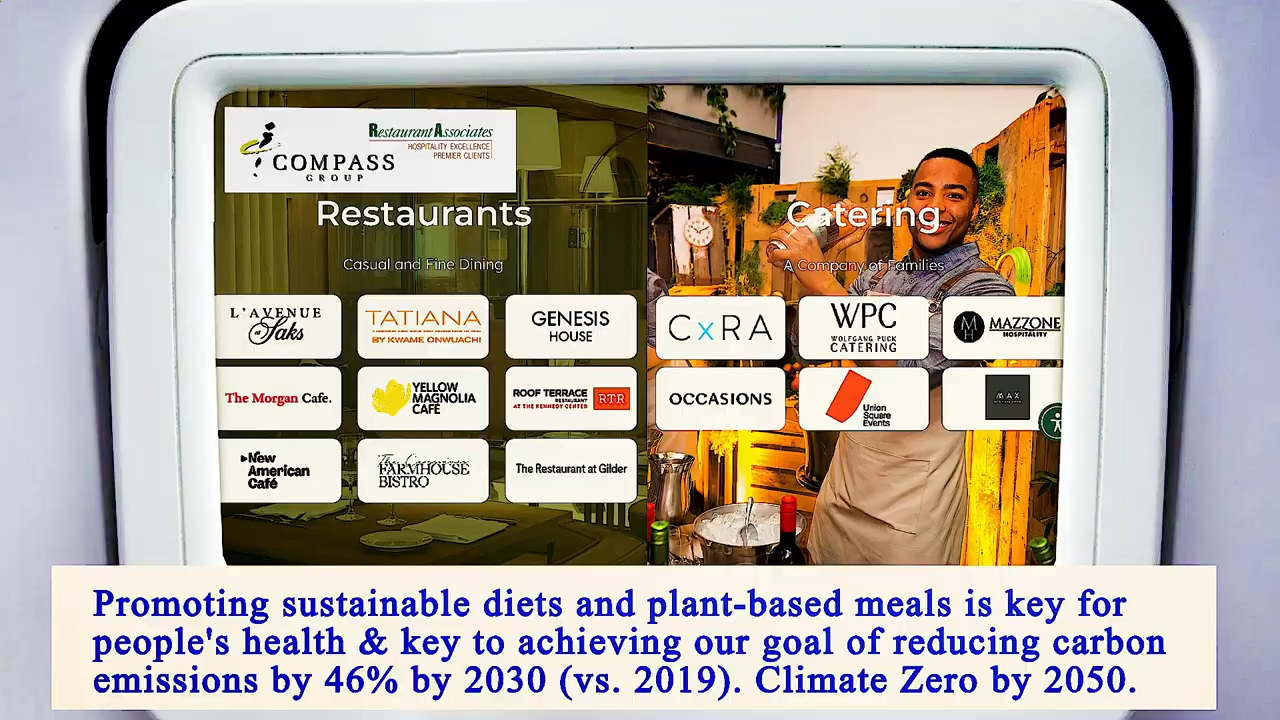 COMPASS
GROUP
Restaurant Associates
HOSPITALITY EXCELLENCE
PREMIER CLIENTS
Restaurants
Casual and Fine Dining
L'AVENUE
Saks
TATIANA
BY KWAME ONWUACHI
GENESIS
HOUSE
The Morgan Cafe.
YELLOW
MAGNOLIA
CAFÉ
ROOF TERRACE
RESTAURANT
AT THE KENNEDY CENTER
RTR
New
American
Café
FARMHOUSE
BISTRO
The Restaurant at Gilder
Catering
A Company of Families
CxRA
WPC
WOLFGANG PUCK
CATERING
MAZZONE
HOSPITALITY
OCCASIONS
Union
Square
Events
MAX
Promoting sustainable diets and plant-based meals is key for
people's health & key to achieving our goal of reducing carbon
emissions by 46% by 2030 (vs. 2019). Climate Zero by 2050.